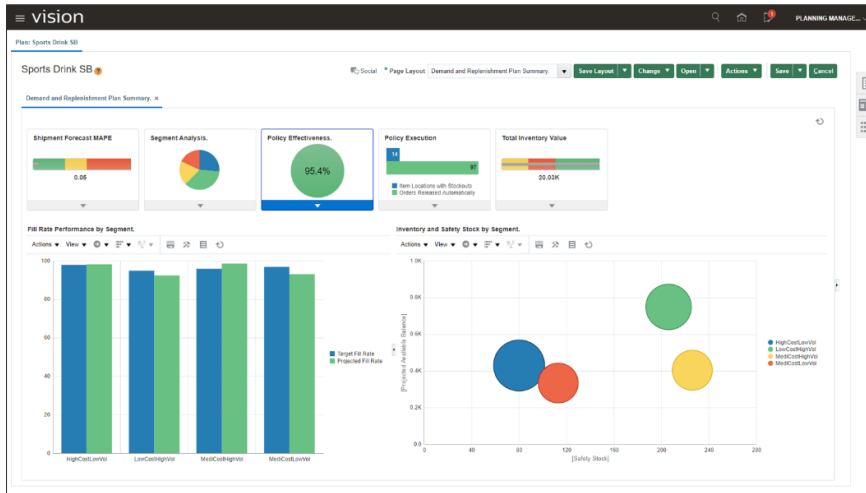 vision
1
PLANNING MANAGE...
Plan: Sports Drink SB
Sports Drink SB
Social * Page Layout Demand and Replenishment Plan Summary. Save Layout Change Open Actions Save Cancel
Demand and Replenishment Plan Summary. ×
Shipment Forecast MAPE
0.05
Segment Analysis.
Policy Effectiveness.
95.4%
Policy Execution
14
97
Item Locations with Stockouts
Orders Released Automatically
Total Inventory Value
20.03K
Fill Rate Performance by Segment.
Actions View
100
80
60
40
20
0
HighCostLowVol LowCostHighVol MediCostHighVol MediCostLowVol
Target Fill Rate
Projected Fill Rate
Inventory and Safety Stock by Segment.
Actions View
[Projected Available Balance]
1.0K
0.8K
0.6K
0.4K
0.2K
0.0
0 40 80 120 160 200 240 280
[Safety Stock]
HighCostLowVol
LowCostHighVol
MediCostHighVol
MediCostLowVol